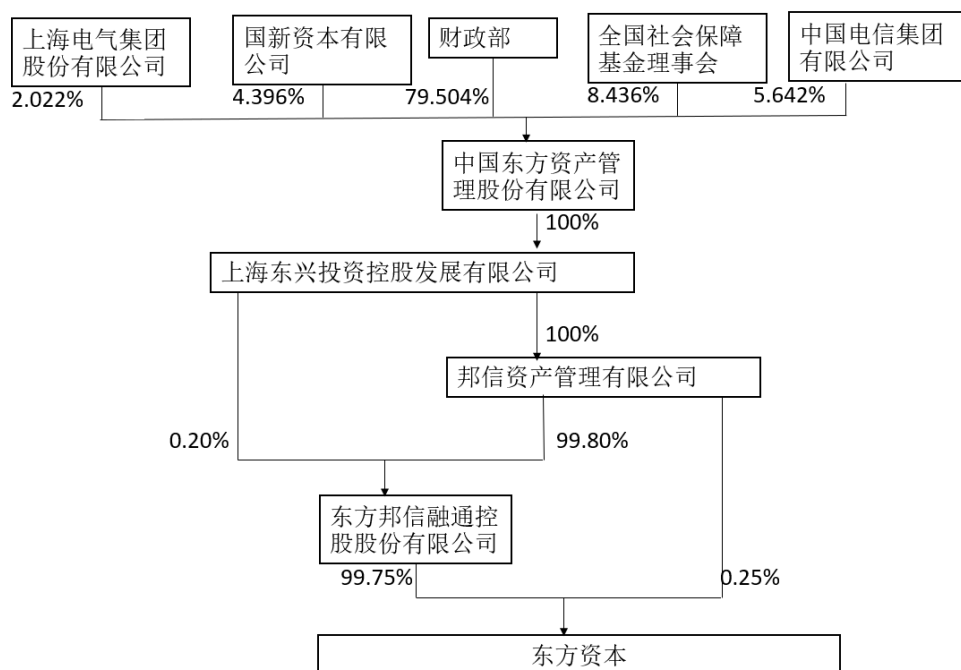 上海电气集团
股份有限公司
国新资本有限
公司
财政部
全国社会保障
基金理事会
中国电信集团
有限公司
2.022%
4.396%
79.504%
8.436%
5.642%
中国东方资产管
理股份有限公司
100%
上海东兴投资控股发展有限公司
100%
邦信资产管理有限公司
0.20%
99.80%
东方邦信融通控
股股份有限公司
99.75%
0.25%
东方资本